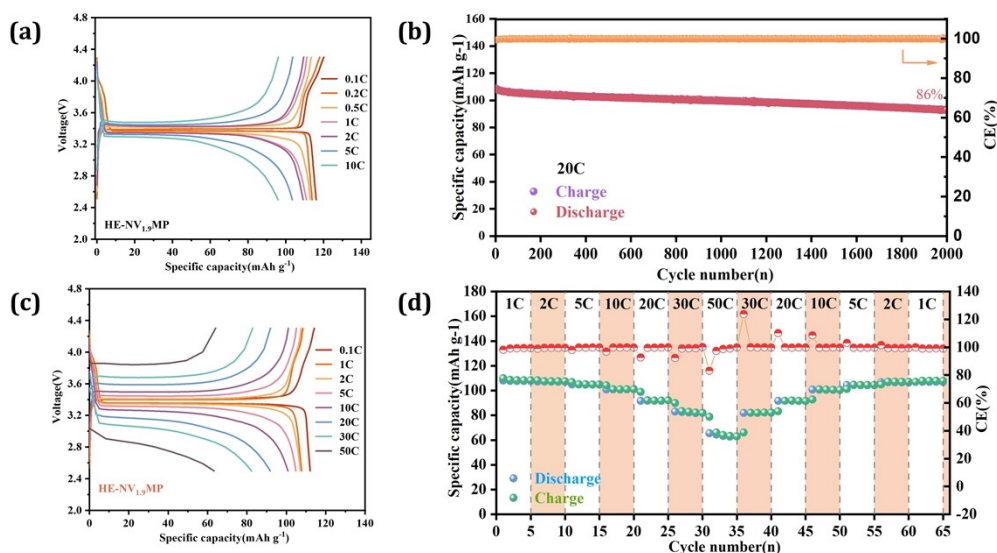 (a)
4.8
4.4
4.0
3.6
3.2
2.8
2.4
2.0
Voltage(V)
0.1C
0.2C
0.5C
1C
2C
5C
10C
HE-NV1.9MP
0 20 40 60 80 100 120 140
Specific capacity(mAh g-1)
(b)
160
140
120
100
80
60
40
20
0
Specific capacity(mAh g-1)
86%
20C
Charge
Discharge
100
80
60
40
20
0
CE(%)
0 200 400 600 800 1000 1200 1400 1600 1800 2000
Cycle number(n)
(c)
4.8
4.4
4.0
3.6
3.2
2.8
2.4
2.0
Voltage(V)
0.1C
1C
2C
5C
10C
20C
30C
50C
HE-NV1.9MP
0 20 40 60 80 100 120 140
Specific capacity(mAh g-1)
(d)
180
160
140
120
100
80
60
40
20
0
Specific capacity(mAh g-1)
1C 2C 5C 10C 20C 30C 50C 30C 20C 10C 5C 2C 1C
Discharge
Charge
140
120
100
80
60
40
20
0
-20
CE(%)
0 5 10 15 20 25 30 35 40 45 50 55 60 65
Cycle number(n)